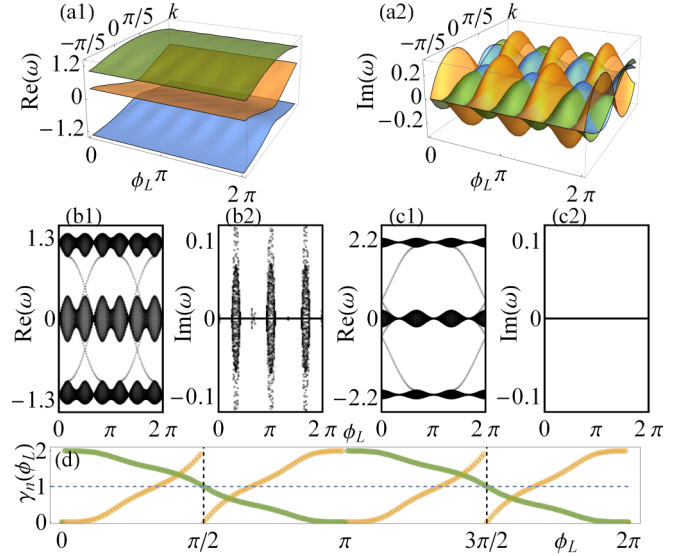 (a1)
−π/5 0 π/5 k
1.2
0
−1.2
Re(ω)
0 ϕ_L π 2π
(a2)
−π/5 0 π/5 k
0.2
0
−0.2
Im(ω)
0 ϕ_L π 2π
(b1)
1.3
0
−1.3
Re(ω)
0 π 2π
(b2)
0.1
0
−0.1
Im(ω)
0 π 2π
(c1)
2.2
0
−2.2
Re(ω)
0 π 2π
ϕ_L
(c2)
0.1
0
−0.1
Im(ω)
0 π 2π
(d)
2
1
0
γ_n(ϕ_L)
0 π/2 π 3π/2 ϕ_L 2π